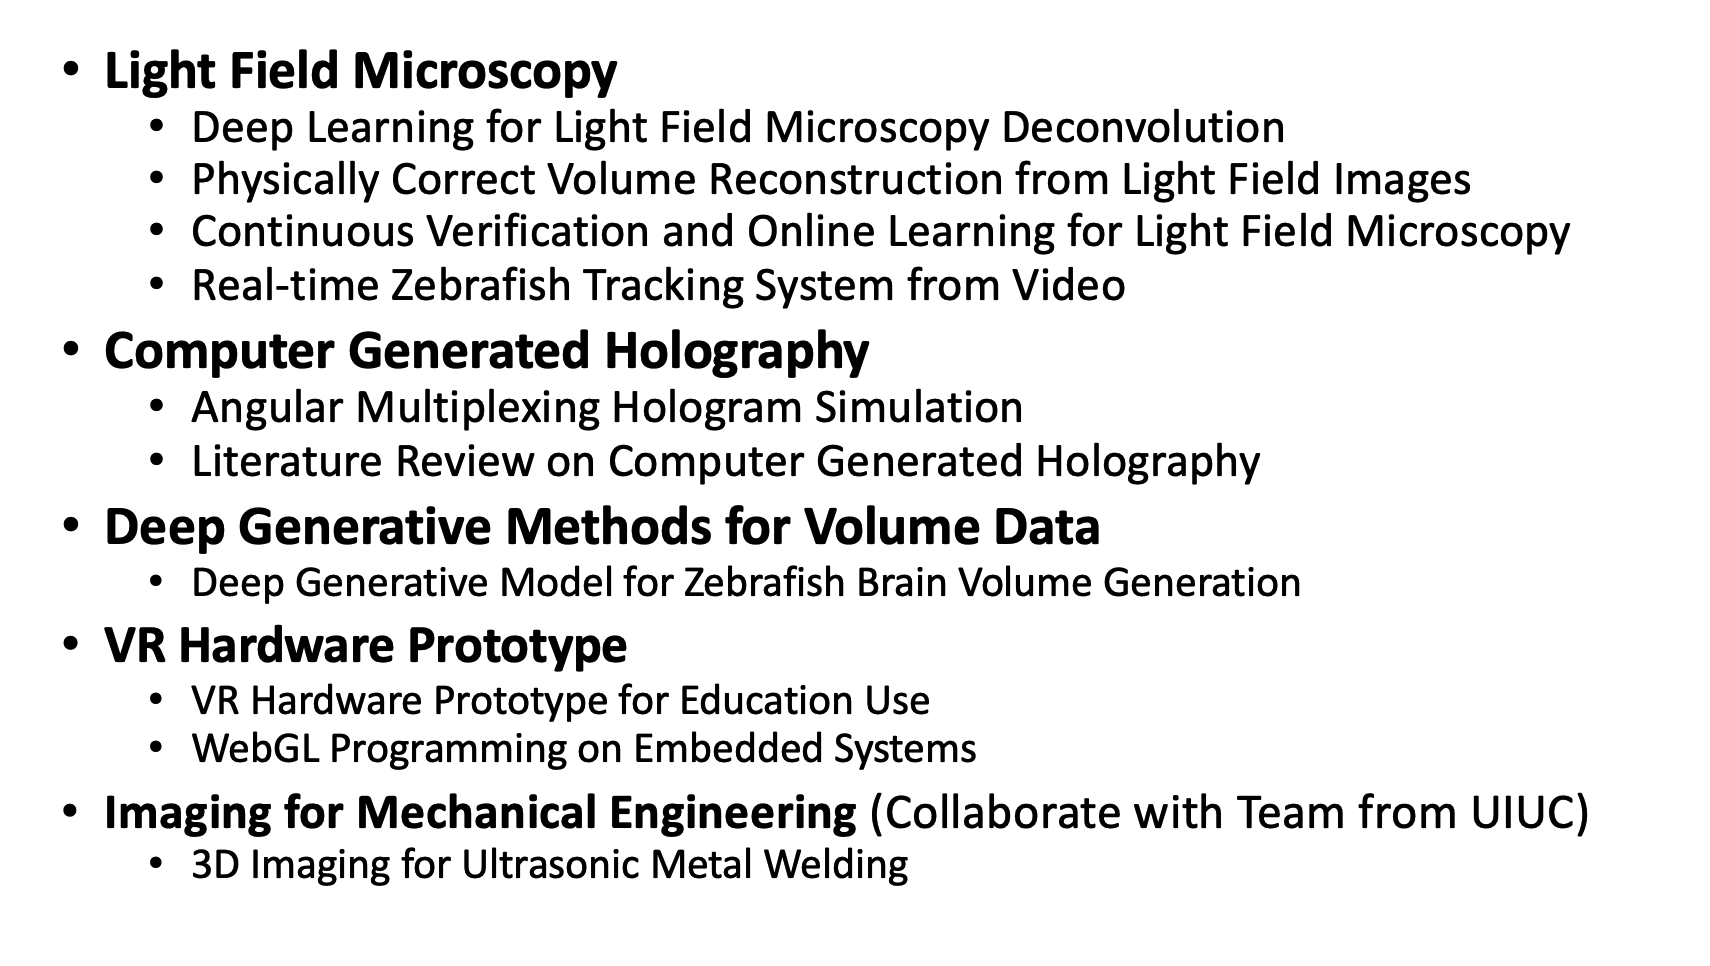 • Light Field Microscopy
• Deep Learning for Light Field Microscopy Deconvolution
• Physically Correct Volume Reconstruction from Light Field Images
• Continuous Verification and Online Learning for Light Field Microscopy
• Real-time Zebrafish Tracking System from Video
• Computer Generated Holography
• Angular Multiplexing Hologram Simulation
• Literature Review on Computer Generated Holography
• Deep Generative Methods for Volume Data
• Deep Generative Model for Zebrafish Brain Volume Generation
• VR Hardware Prototype
• VR Hardware Prototype for Education Use
• WebGL Programming on Embedded Systems
• Imaging for Mechanical Engineering (Collaborate with Team from UIUC)
• 3D Imaging for Ultrasonic Metal Welding